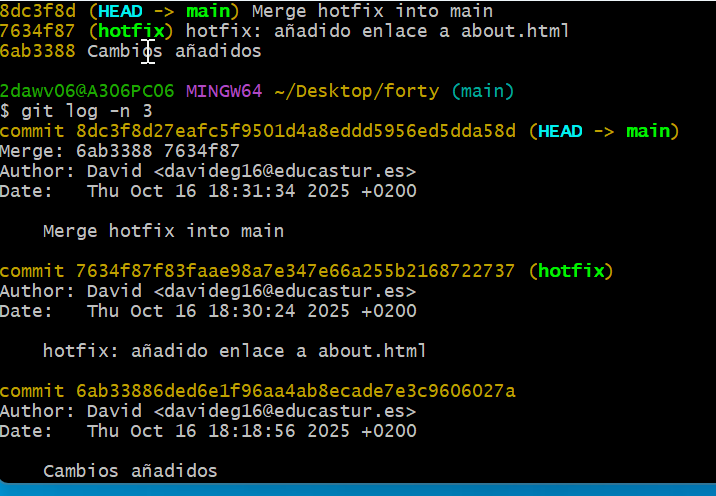 8dc3f8d (HEAD -> main) Merge hotfix into main
7634f87 (hotfix) hotfix: añadido enlace a about.html
6ab3388 Cambios añadidos
2dawv06@A306PC06 MINGW64 ~/Desktop/forty (main)
$ git log -n 3
commit 8dc3f8d27eafc5f9501d4a8eddd5956ed5dda58d (HEAD -> main)
Merge: 6ab3388 7634f87
Author: David <davideg16@educastur.es>
Date:   Thu Oct 16 18:31:34 2025 +0200
Merge hotfix into main
commit 7634f87f83faae98a7e347e66a255b2168722737 (hotfix)
Author: David <davideg16@educastur.es>
Date:   Thu Oct 16 18:30:24 2025 +0200
hotfix: añadido enlace a about.html
commit 6ab33886ded6e1f96aa4ab8ecade7e3c9606027a
Author: David <davideg16@educastur.es>
Date:   Thu Oct 16 18:18:56 2025 +0200
Cambios añadidos